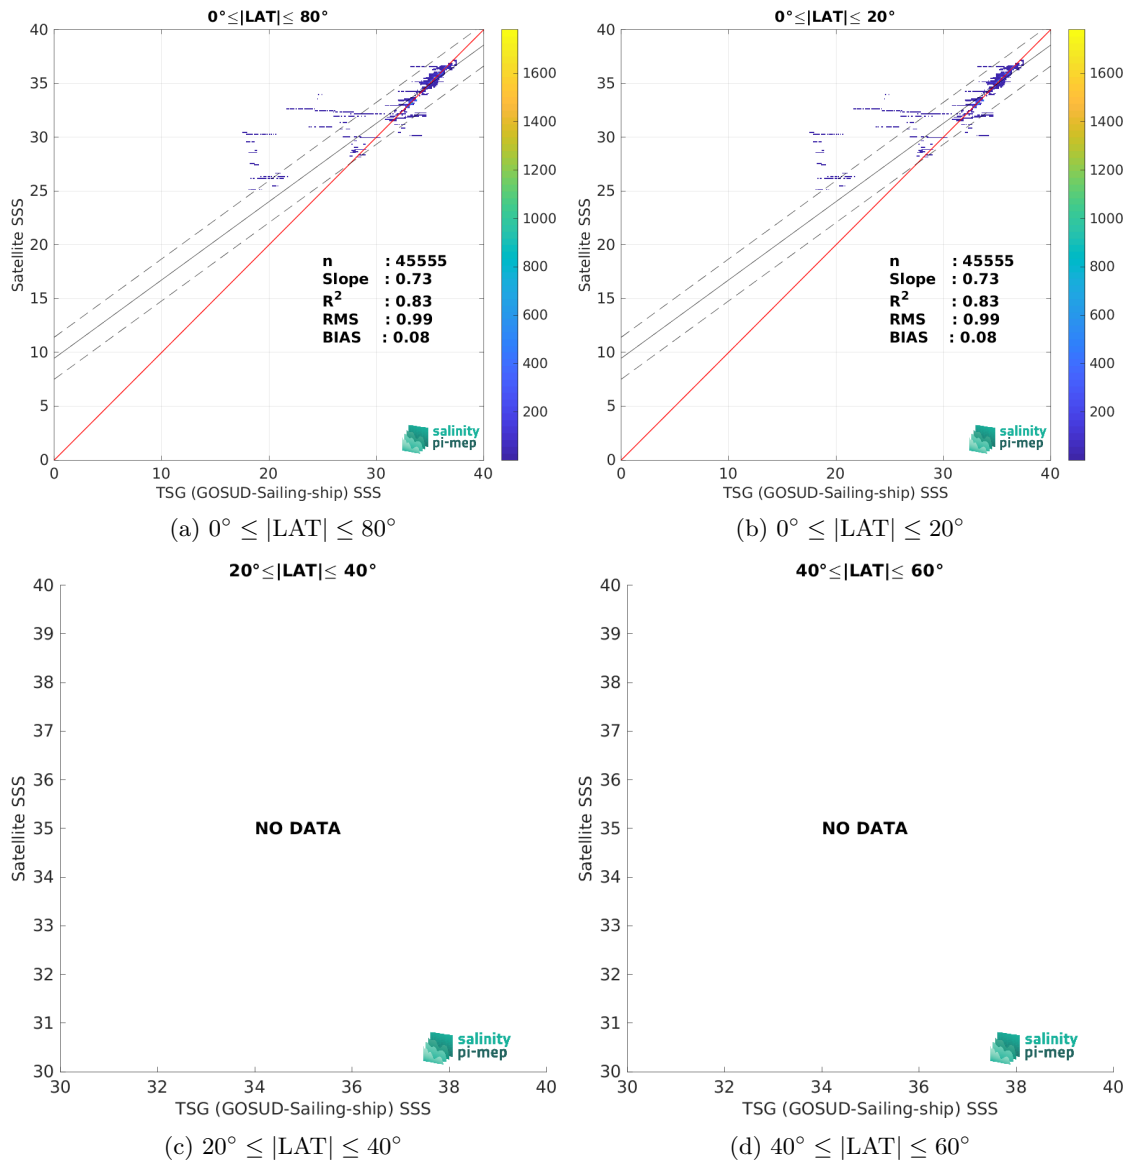 0°≤|LAT|≤ 80°
40
35
30
25
20
15
10
5
0
0 10 20 30 40
Satellite SSS
TSG (GOSUD-Sailing-ship) SSS
n : 45555
Slope : 0.73
R² : 0.83
RMS : 0.99
BIAS : 0.08
salinity
pi-mep
1600
1400
1200
1000
800
600
400
200
(a) 0° ≤ |LAT| ≤ 80°
0°≤|LAT|≤ 20°
40
35
30
25
20
15
10
5
0
0 10 20 30 40
Satellite SSS
TSG (GOSUD-Sailing-ship) SSS
n : 45555
Slope : 0.73
R² : 0.83
RMS : 0.99
BIAS : 0.08
salinity
pi-mep
1600
1400
1200
1000
800
600
400
200
(b) 0° ≤ |LAT| ≤ 20°
20°≤|LAT|≤ 40°
40
39
38
37
36
35
34
33
32
31
30
30 32 34 36 38 40
Satellite SSS
NO DATA
salinity
pi-mep
TSG (GOSUD-Sailing-ship) SSS
(c) 20° ≤ |LAT| ≤ 40°
40°≤|LAT|≤ 60°
40
39
38
37
36
35
34
33
32
31
30
30 32 34 36 38 40
Satellite SSS
NO DATA
salinity
pi-mep
TSG (GOSUD-Sailing-ship) SSS
(d) 40° ≤ |LAT| ≤ 60°